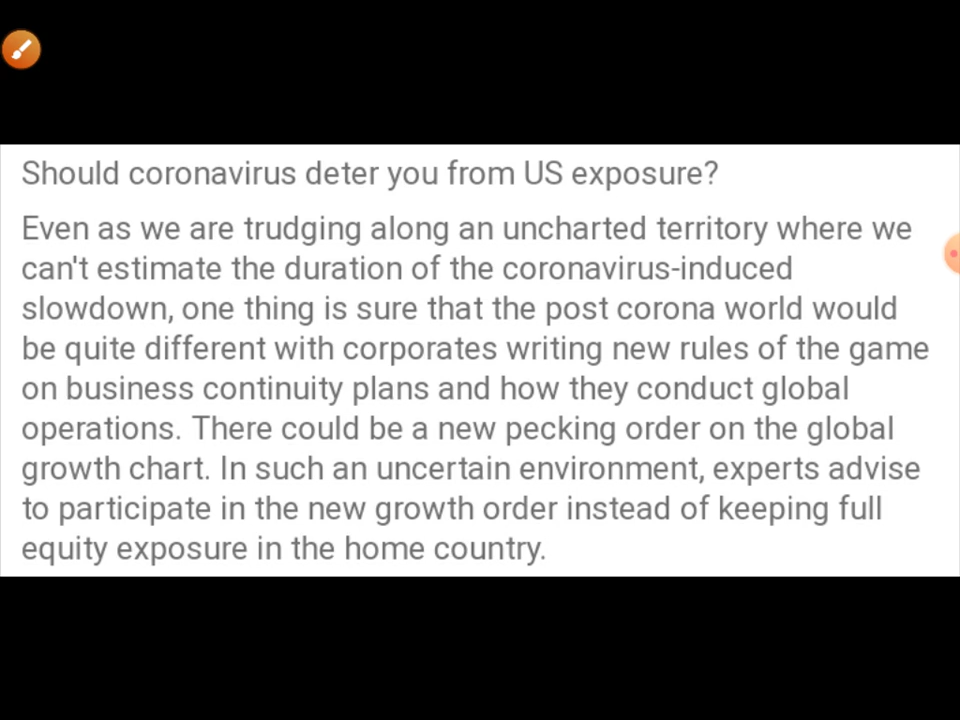 Should coronavirus deter you from US exposure?
Even as we are trudging along an uncharted territory where we
can't estimate the duration of the coronavirus-induced
slowdown, one thing is sure that the post corona world would
be quite different with corporates writing new rules of the game
on business continuity plans and how they conduct global
operations. There could be a new pecking order on the global
growth chart. In such an uncertain environment, experts advise
to participate in the new growth order instead of keeping full
equity exposure in the home country.